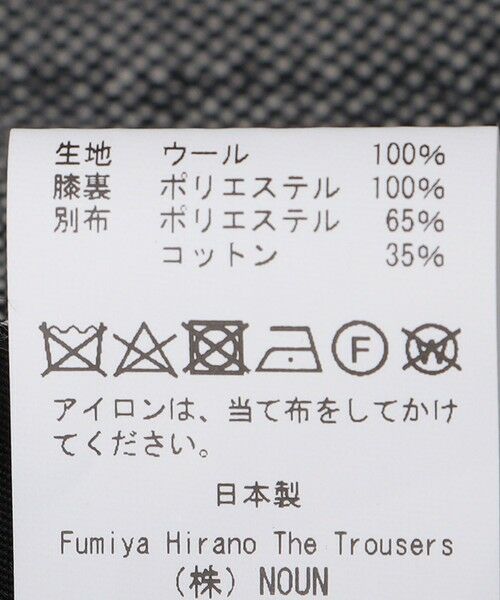 生地 ウール 100%
膝裏 ポリエステル 100%
別布 ポリエステル 65%
コットン 35%
F W
アイロンは、当て布をしてかけ
てください。
日本製
Fumiya Hirano The Trousers
(株) NOUN